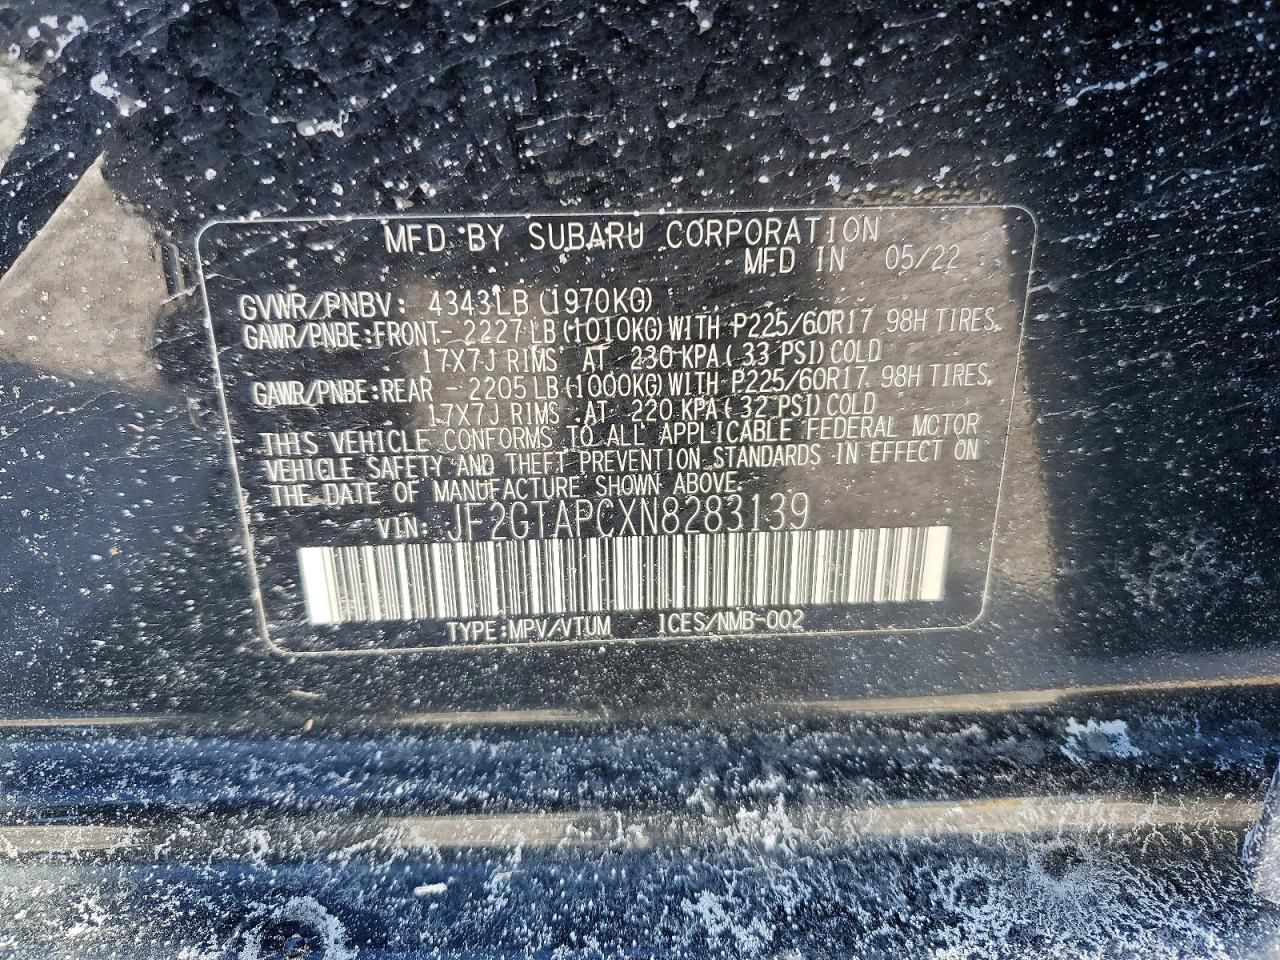 MFD BY SUBARU CORPORATION
MFD IN 05/22
GVWR/PNBV: 4343LB (1970KG)
GAWR/PNBE:FRONT- 2227LB (1010KG) WITH P225/60R17 98H TIRES,
17X7J RIMS AT 230 KPA ( 33 PSI) COLD
GAWR/PNBE:REAR - 2205LB (1000KG) WITH P225/60R17 98H TIRES,
17X7J RIMS AT 220 KPA ( 32 PSI) COLD
THIS VEHICLE CONFORMS TO ALL APPLICABLE FEDERAL MOTOR
VEHICLE SAFETY AND THEFT PREVENTION STANDARDS IN EFFECT ON
THE DATE OF MANUFACTURE SHOWN ABOVE.
VIN: JF2GTAPCXN8283139
TYPE:MPV/VTUM ICES/NMB-002